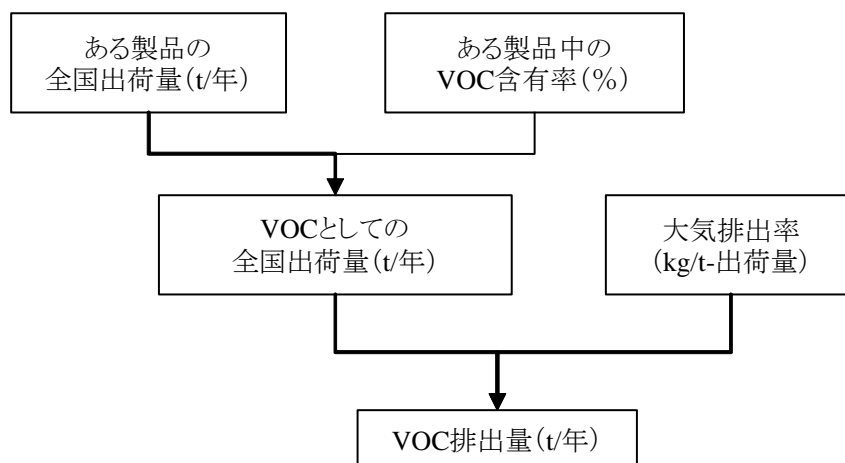 ある製品の
全国出荷量(t/年)
ある製品中の
VOC含有率(%)
VOCとしての
全国出荷量(t/年)
大気排出率
(kg/t-出荷量)
VOC排出量(t/年)